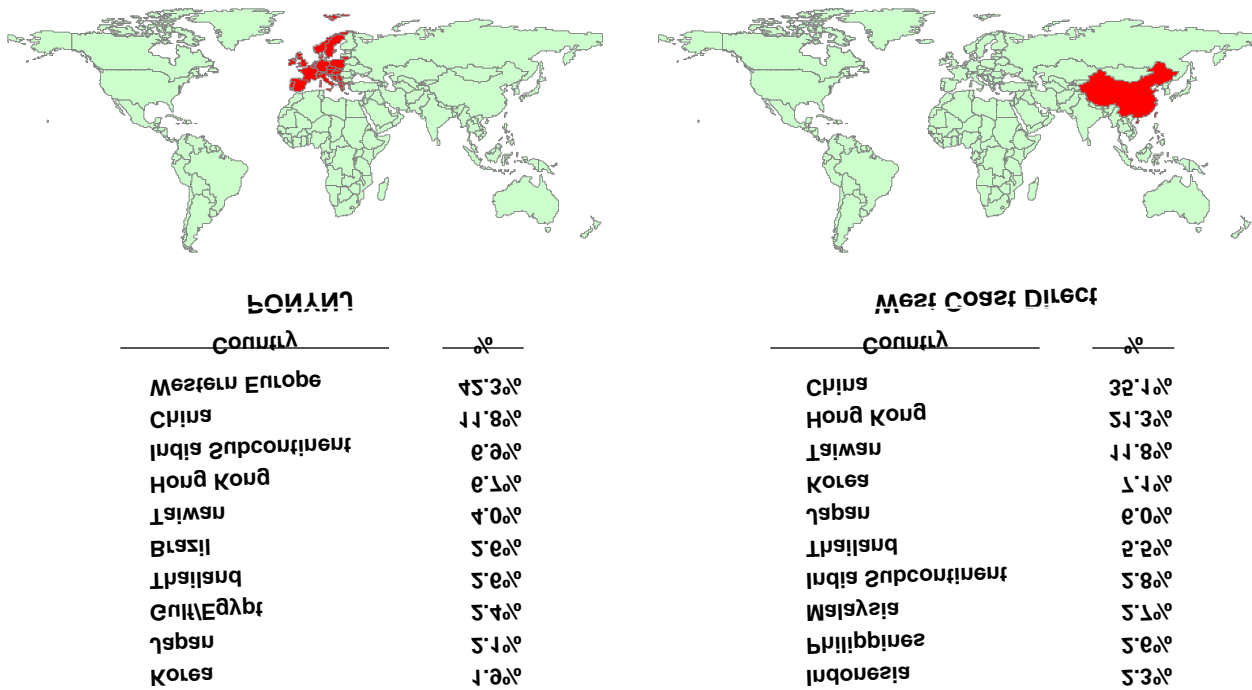 PONYNJ
Country %
Western Europe 42.3%
China 11.8%
India Subcontinent 6.9%
Hong Kong 6.7%
Taiwan 4.0%
Brazil 2.6%
Thailand 2.6%
Gulf/Egypt 2.4%
Japan 2.1%
Korea 1.9%
West Coast Direct
Country %
China 35.1%
Hong Kong 21.3%
Taiwan 11.8%
Korea 7.1%
Japan 6.0%
Thailand 5.5%
India Subcontinent 2.8%
Malaysia 2.7%
Philippines 2.6%
Indonesia 2.3%